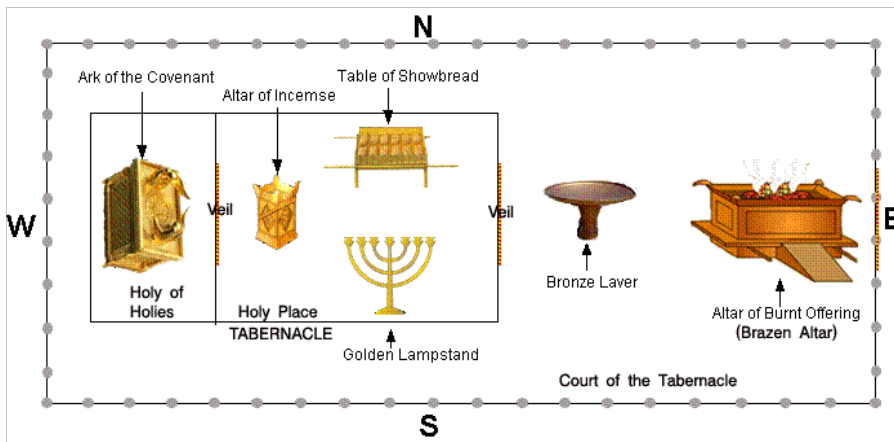 N
Ark of the Covenant
Altar of Incemse
Table of Showbread
W
Veil
Veil
E
Holy of
Holies
Holy Place
TABERNACLE
Golden Lampstand
Bronze Laver
Altar of Burnt Offering
(Brazen Altar)
Court of the Tabernacle
S